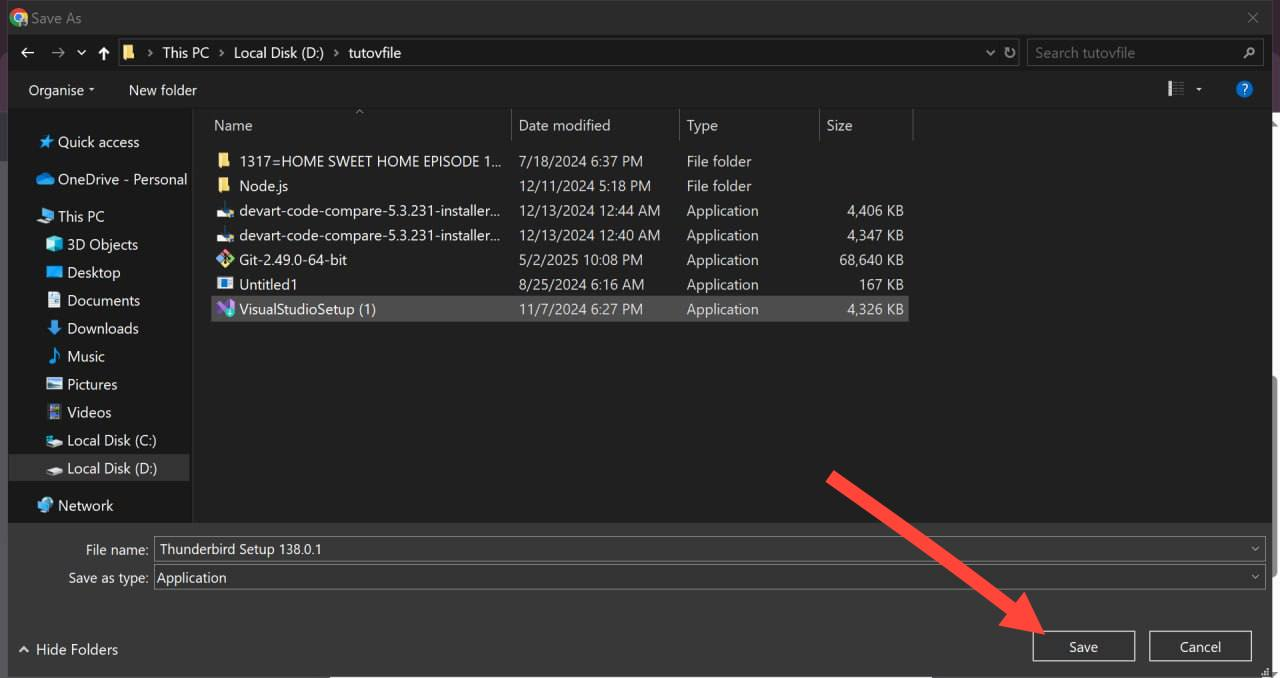 Save As
This PC > Local Disk (D:) > tutovfile
Search tutovfile
Organise New folder
?
Name Date modified Type Size
Quick access
OneDrive - Personal
This PC
3D Objects
Desktop
Documents
Downloads
Music
Pictures
Videos
Local Disk (C:)
Local Disk (D:)
Network
1317=HOME SWEET HOME EPISODE 1... 7/18/2024 6:37 PM File folder
Node.js 12/11/2024 5:18 PM File folder
devart-code-compare-5.3.231-installer... 12/13/2024 12:44 AM Application 4,406 KB
devart-code-compare-5.3.231-installer... 12/13/2024 12:40 AM Application 4,347 KB
Git-2.49.0-64-bit 5/2/2025 10:08 PM Application 68,640 KB
Untitled1 8/25/2024 6:16 AM Application 167 KB
VisualStudioSetup (1) 11/7/2024 6:27 PM Application 4,326 KB
File name: Thunderbird Setup 138.0.1
Save as type: Application
Hide Folders
Save Cancel